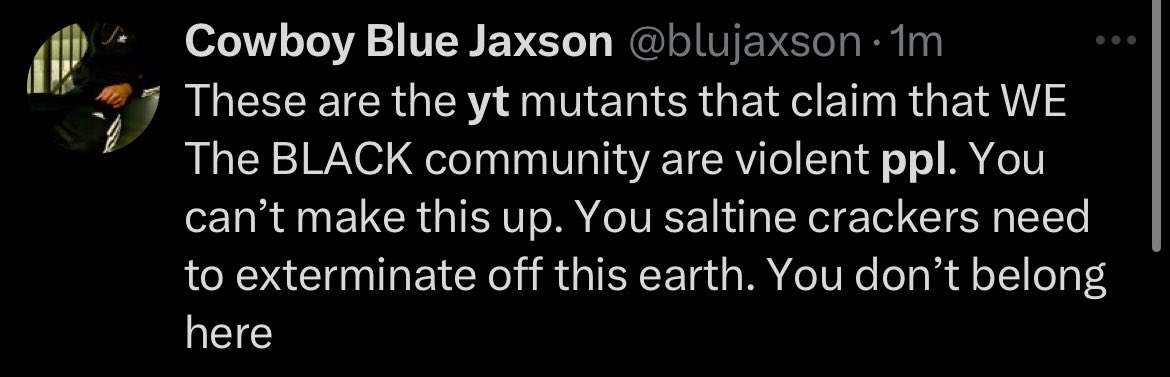 Cowboy Blue Jaxson @blujaxson · 1m
These are the yt mutants that claim that WE
The BLACK community are violent ppl. You
can’t make this up. You saltine crackers need
to exterminate off this earth. You don’t belong
here